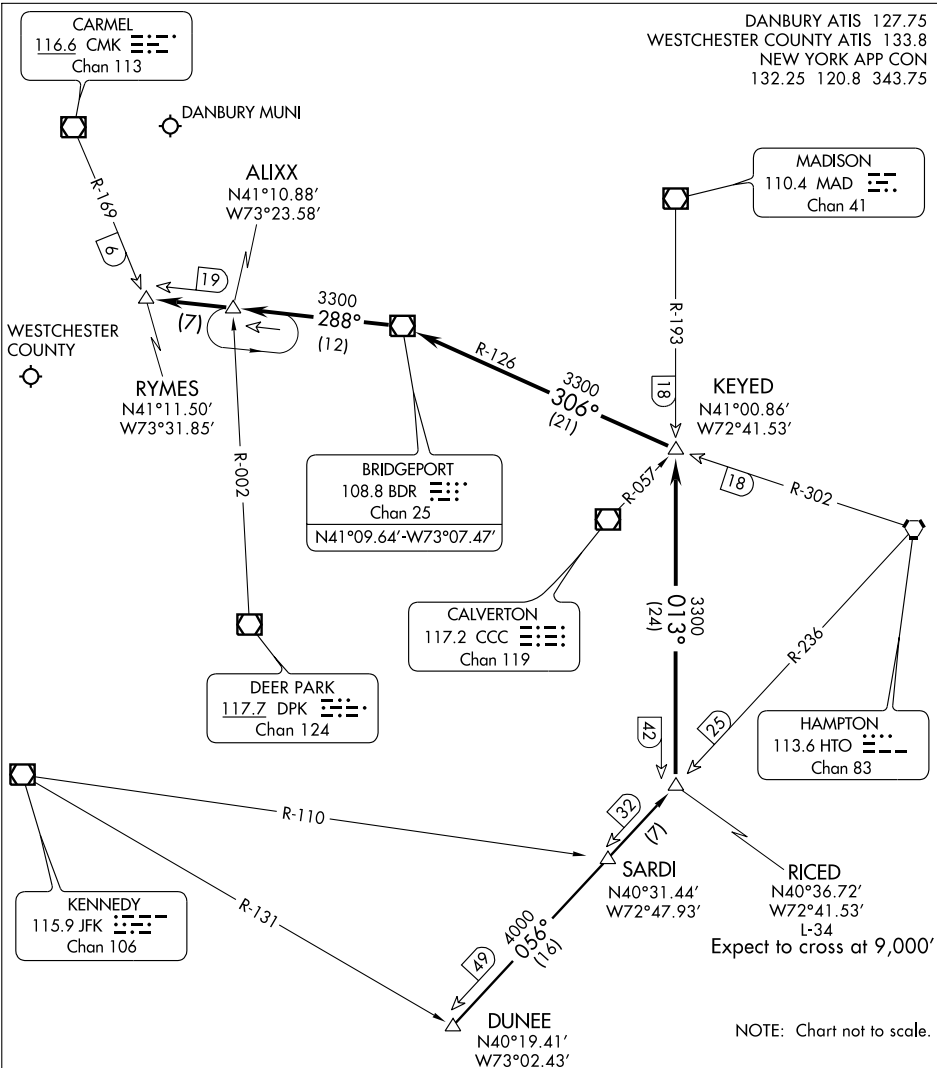 DANBURY ATIS 127.75
WESTCHESTER COUNTY ATIS 133.8
NEW YORK APP CON
132.25 120.8 343.75
CARMEL
116.6 CMK
Chan 113
DANBURY MUNI
ALIXX
N41°10.88'
W73°23.58'
MADISON
110.4 MAD
Chan 41
R-169
6
19
(7)
3300
288°
(12)
R-126
3300
306°
(21)
R-193
18
WESTCHESTER
COUNTY
RYMES
N41°11.50'
W73°31.85'
KEYED
N41°00.86'
W72°41.53'
R-002
BRIDGEPORT
108.8 BDR
Chan 25
N41°09.64'-W73°07.47'
R-057
18
R-302
CALVERTON
117.2 CCC
Chan 119
3300
013°
(24)
R-236
DEER PARK
117.7 DPK
Chan 124
HAMPTON
113.6 HTO
Chan 83
42
25
R-110
32
(7)
SARDI
N40°31.44'
W72°47.93'
RICED
N40°36.72'
W72°41.53'
L-34
Expect to cross at 9,000'
KENNEDY
115.9 JFK
Chan 106
R-131
4000
056°
(16)
49
DUNEE
N40°19.41'
W73°02.43'
NOTE: Chart not to scale.